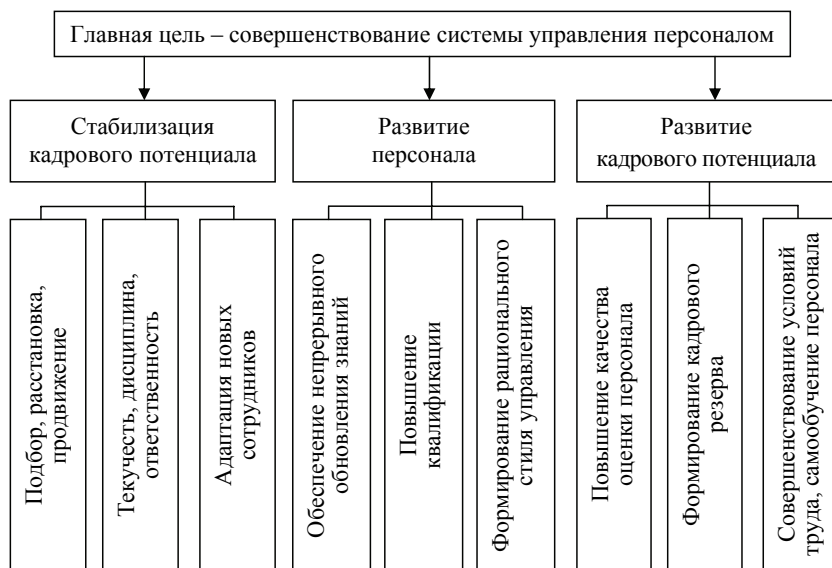 Главная цель – совершенствование системы управления персоналом
Стабилизация
кадрового потенциала
Развитие
персонала
Развитие
кадрового потенциала
Подбор, расстановка,
продвижение
Текучесть, дисциплина,
ответственность
Адаптация новых
сотрудников
Обеспечение непрерывного
обновления знаний
Повышение
квалификации
Формирование рационального
стиля управления
Повышение качества
оценки персонала
Формирование кадрового
резерва
Совершенствование условий
труда, самообучение персонала